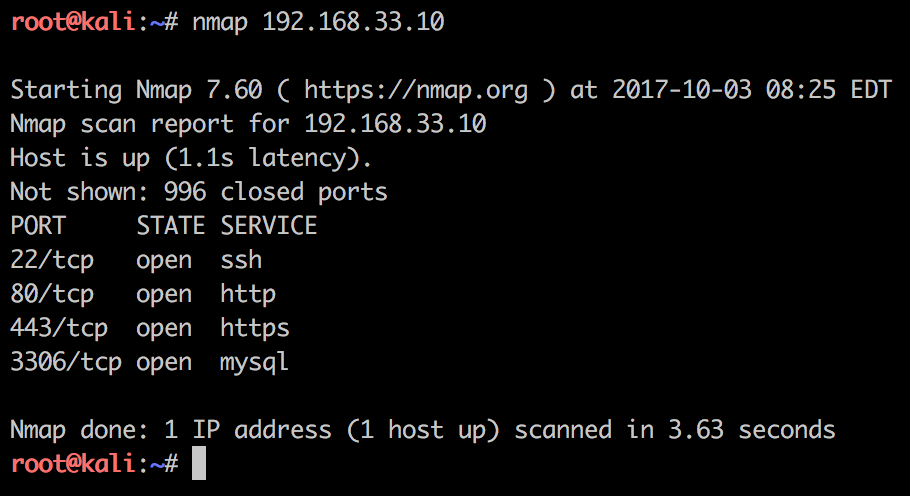 root@kali:~# nmap 192.168.33.10
Starting Nmap 7.60 ( https://nmap.org ) at 2017-10-03 08:25 EDT
Nmap scan report for 192.168.33.10
Host is up (1.1s latency).
Not shown: 996 closed ports
PORT     STATE SERVICE
22/tcp   open  ssh
80/tcp   open  http
443/tcp  open  https
3306/tcp open  mysql
Nmap done: 1 IP address (1 host up) scanned in 3.63 seconds
root@kali:~#